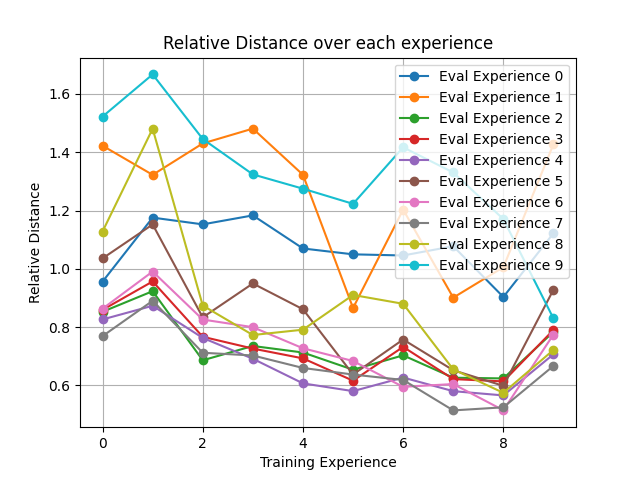 Relative Distance over each experience
Relative Distance
1.6
1.4
1.2
1.0
0.8
0.6
Eval Experience 0
Eval Experience 1
Eval Experience 2
Eval Experience 3
Eval Experience 4
Eval Experience 5
Eval Experience 6
Eval Experience 7
Eval Experience 8
Eval Experience 9
0 2 4 6 8
Training Experience